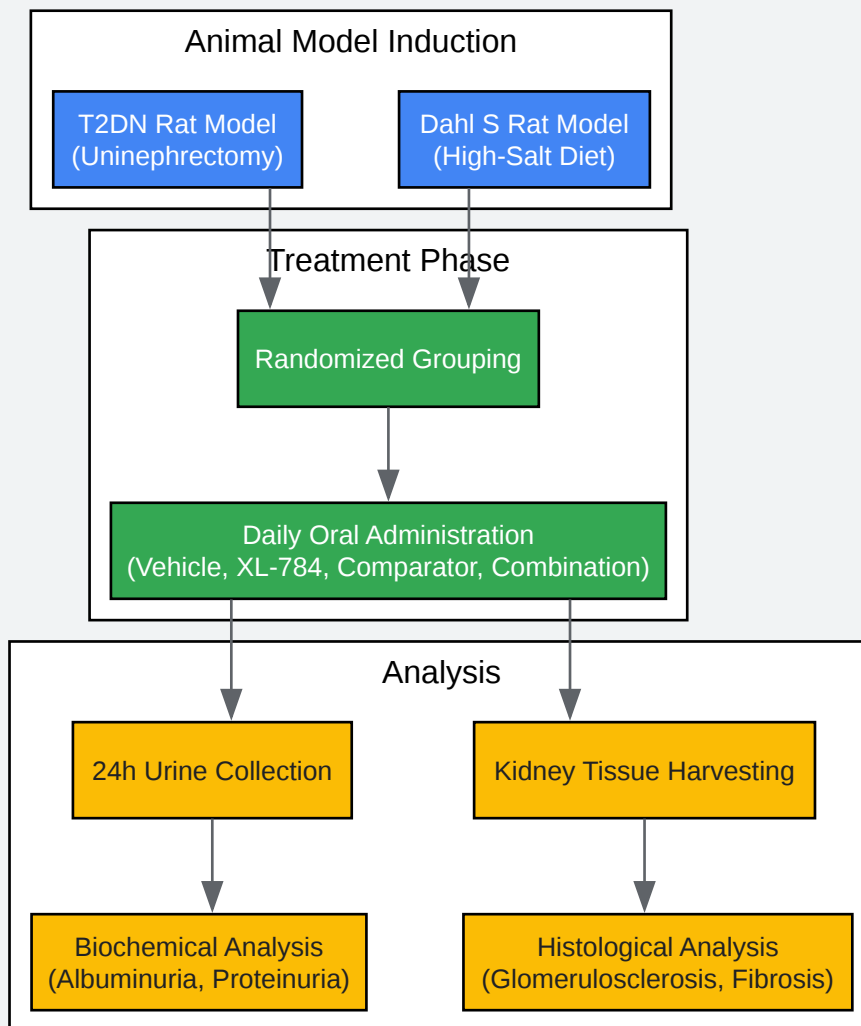 Animal Model Induction
T2DN Rat Model
(Uninephrectomy)
Dahl S Rat Model
(High-Salt Diet)
Treatment Phase
Randomized Grouping
Daily Oral Administration
(Vehicle, XL-784, Comparator, Combination)
Analysis
24h Urine Collection
Kidney Tissue Harvesting
Biochemical Analysis
(Albuminuria, Proteinuria)
Histological Analysis
(Glomerulosclerosis, Fibrosis)